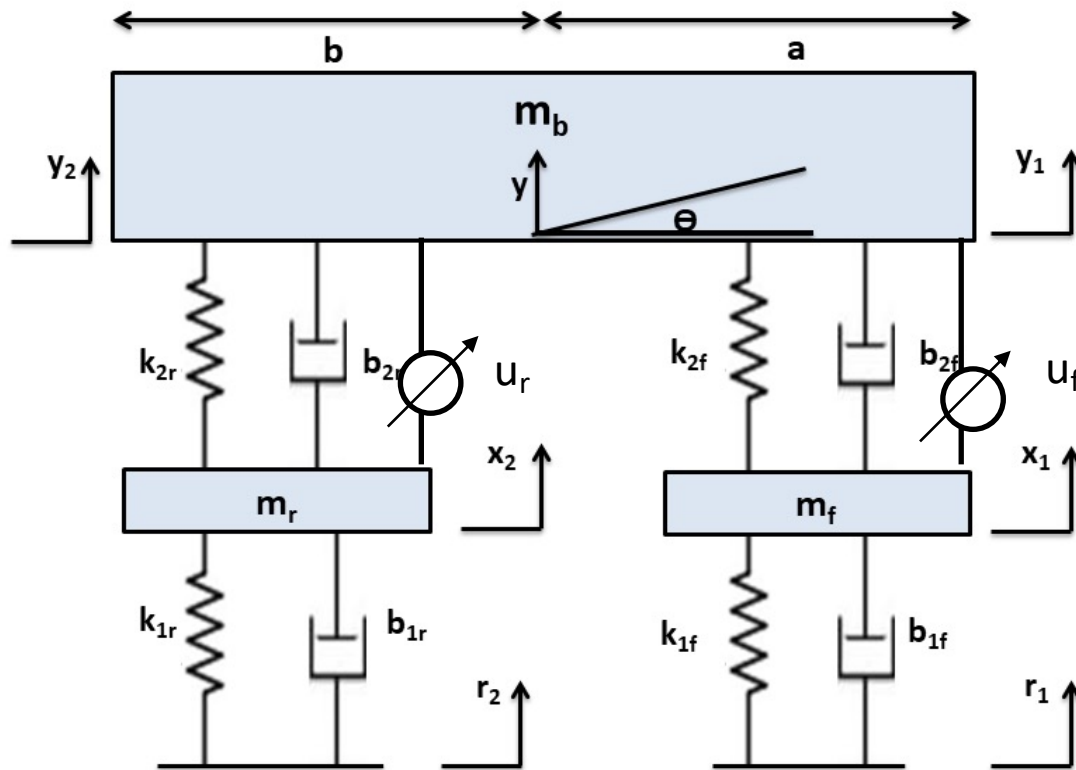 b a
m_b
y_2 y y_1
ϴ
k_2r b_2r u_r k_2f b_2f u_f
x_2 x_1
m_r m_f
k_1r b_1r k_1f b_1f
r_2 r_1